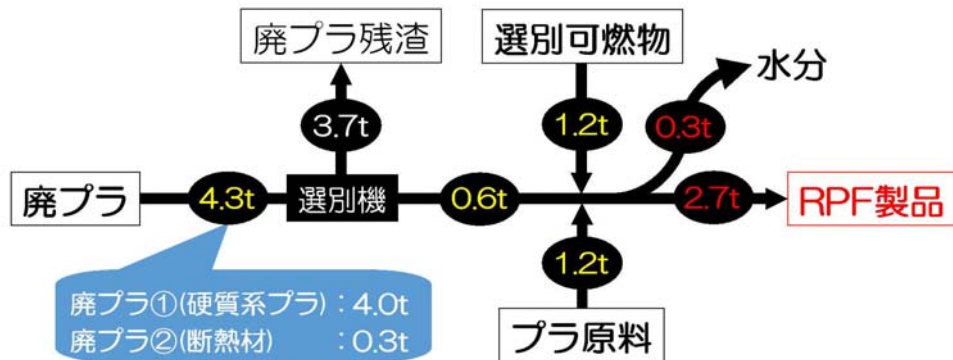 廃プラ残渣
選別可燃物
水分
3.7t
1.2t
0.3t
廃プラ
4.3t
選別機
0.6t
2.7t
RPF製品
1.2t
廃プラ①(硬質系プラ):4.0t
廃プラ②(断熱材) :0.3t
プラ原料